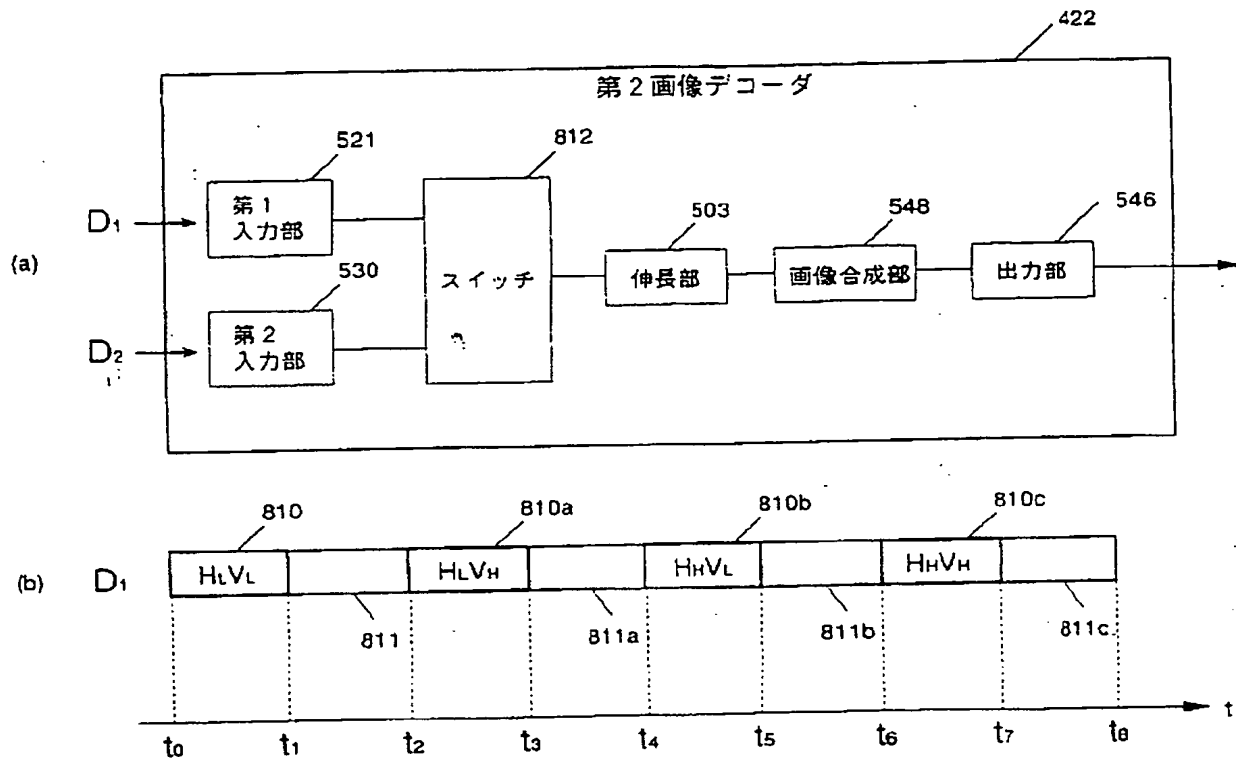 422
第2画像デコーダ
521
812
第1
入力部
D₁
503
548
546
(a)
スイッチ
伸長部
画像合成部
出力部
530
第2
入力部
D₂
810
810a
810b
810c
(b)
D₁
HLVL
HLVH
HHVL
HHVH
811
811a
811b
811c
t
t₀
t₁
t₂
t₃
t₄
t₅
t₆
t₇
t₈